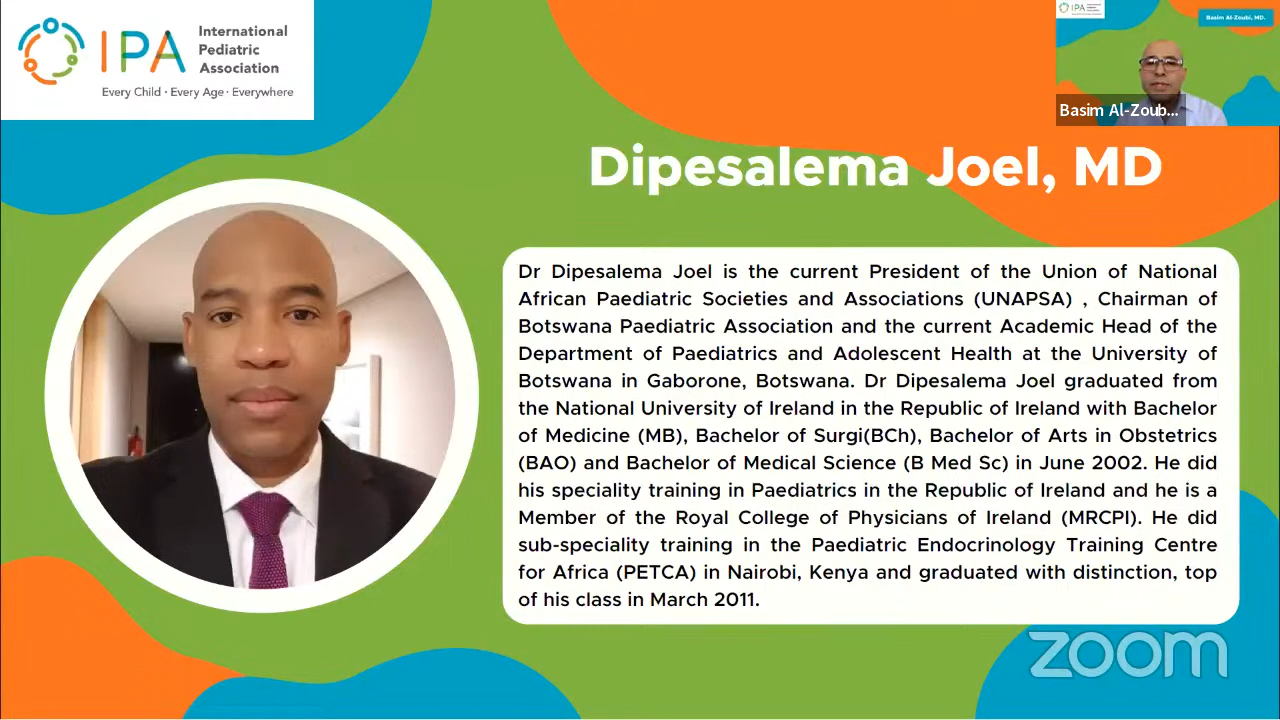 IPA
International
Pediatric
Association
Every Child · Every Age · Everywhere
IPA
Basim Al-Zoubi, MD.
Basim Al-Zoub...
Dipesalema Joel, MD
Dr Dipesalema Joel is the current President of the Union of National
African Paediatric Societies and Associations (UNAPSA) , Chairman of
Botswana Paediatric Association and the current Academic Head of the
Department of Paediatrics and Adolescent Health at the University of
Botswana in Gaborone, Botswana. Dr Dipesalema Joel graduated from
the National University of Ireland in the Republic of Ireland with Bachelor
of Medicine (MB), Bachelor of Surgi(BCh), Bachelor of Arts in Obstetrics
(BAO) and Bachelor of Medical Science (B Med Sc) in June 2002. He did
his speciality training in Paediatrics in the Republic of Ireland and he is a
Member of the Royal College of Physicians of Ireland (MRCPI). He did
sub-speciality training in the Paediatric Endocrinology Training Centre
for Africa (PETCA) in Nairobi, Kenya and graduated with distinction, top
of his class in March 2011.
zoom